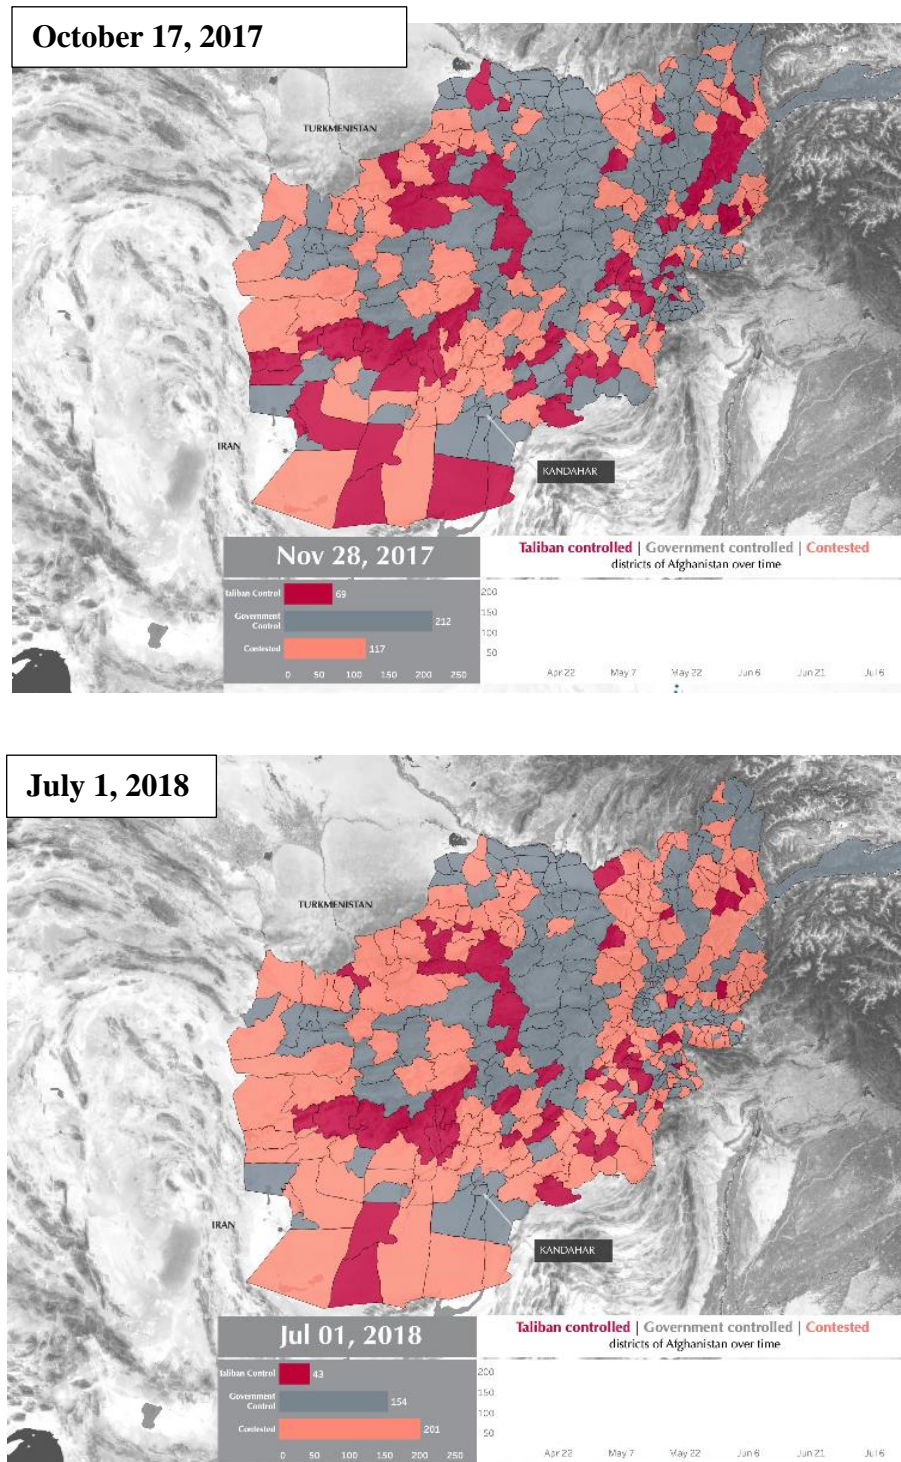 October 17, 2017
TURKMENISTAN
IRAN
KANDAHAR
Nov 28, 2017
Taliban controlled | Government controlled | Contested
districts of Afghanistan over time
Taliban Control 69
Government Control 212
Contested 117
0 50 100 150 200 250
200
150
100
50
Apr 22 May 7 May 22 Jun 6 Jun 21 Jul 6
July 1, 2018
TURKMENISTAN
IRAN
KANDAHAR
Jul 01, 2018
Taliban controlled | Government controlled | Contested
districts of Afghanistan over time
Taliban Control 43
Government Control 154
Contested 201
0 50 100 150 200 250
200
150
100
50
Apr 22 May 7 May 22 Jun 6 Jun 21 Jul 6